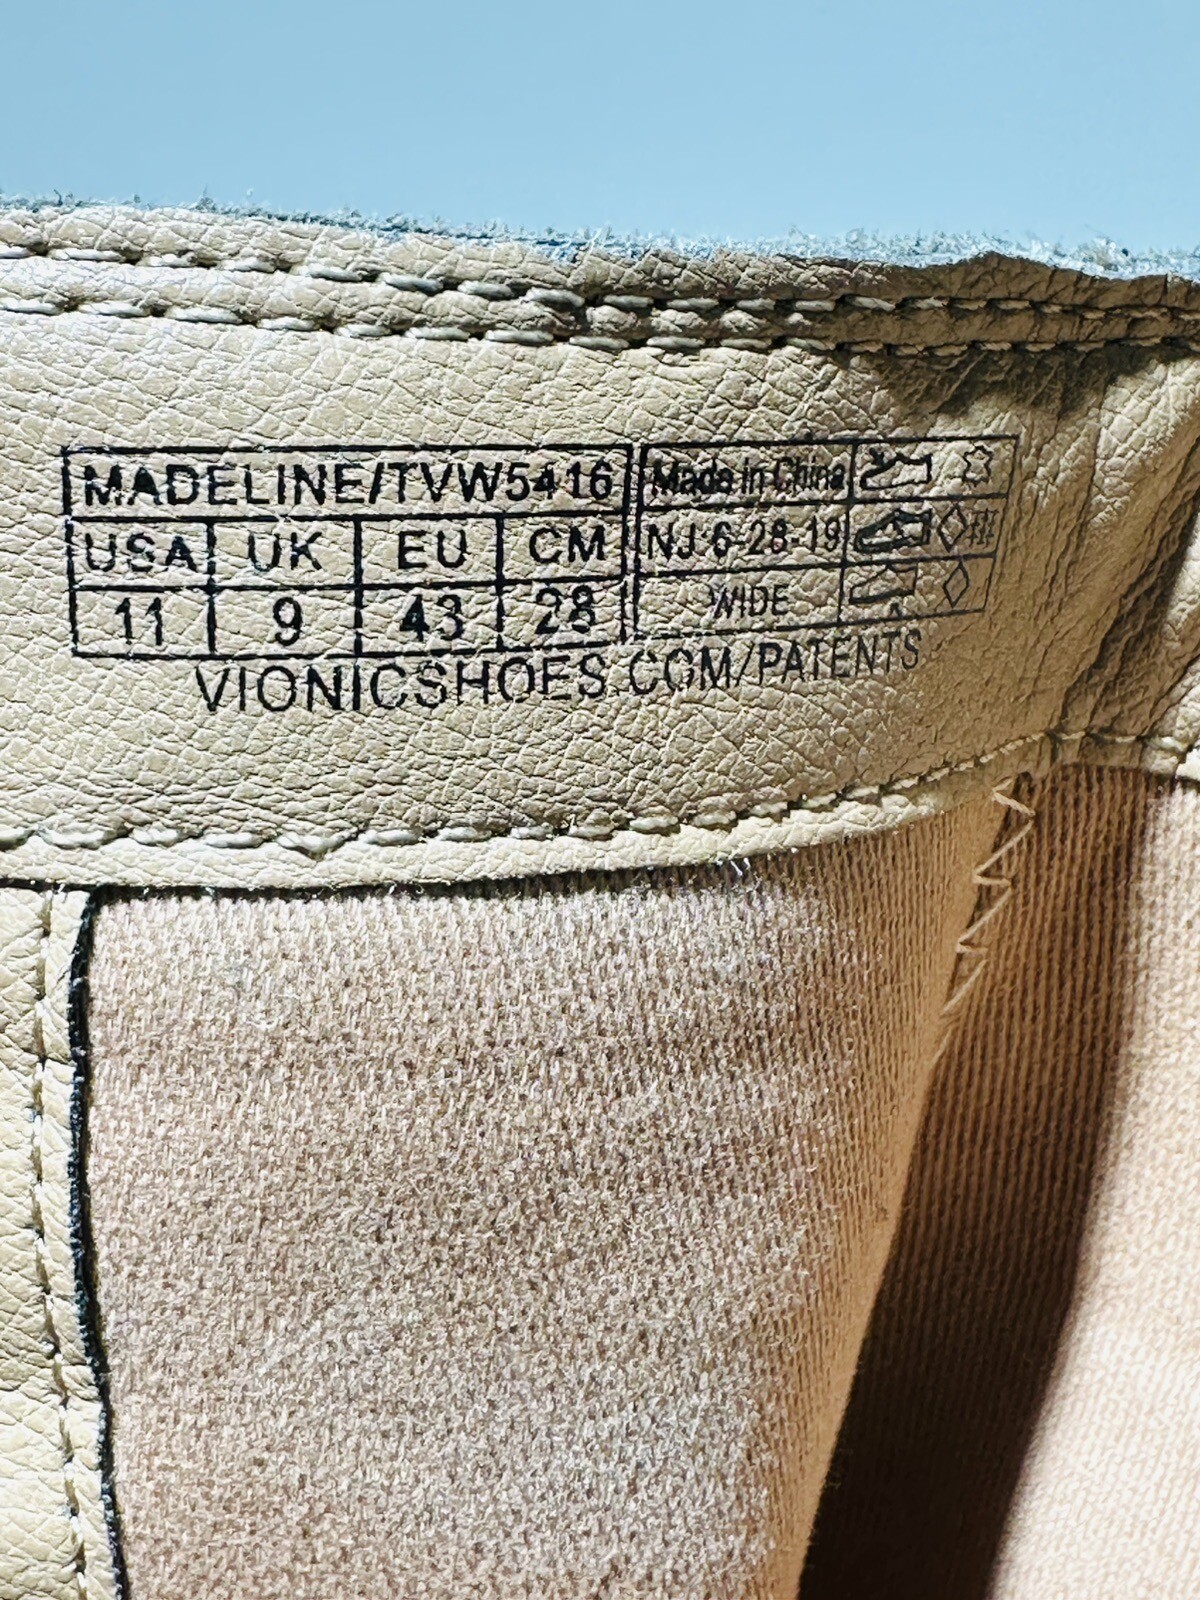 MADELINE/TVW5416
USA UK EU CM
11 9 43 28
Made in China
NJ 6-28-19
WIDE
VIONICSHOES.COM/PATENTS